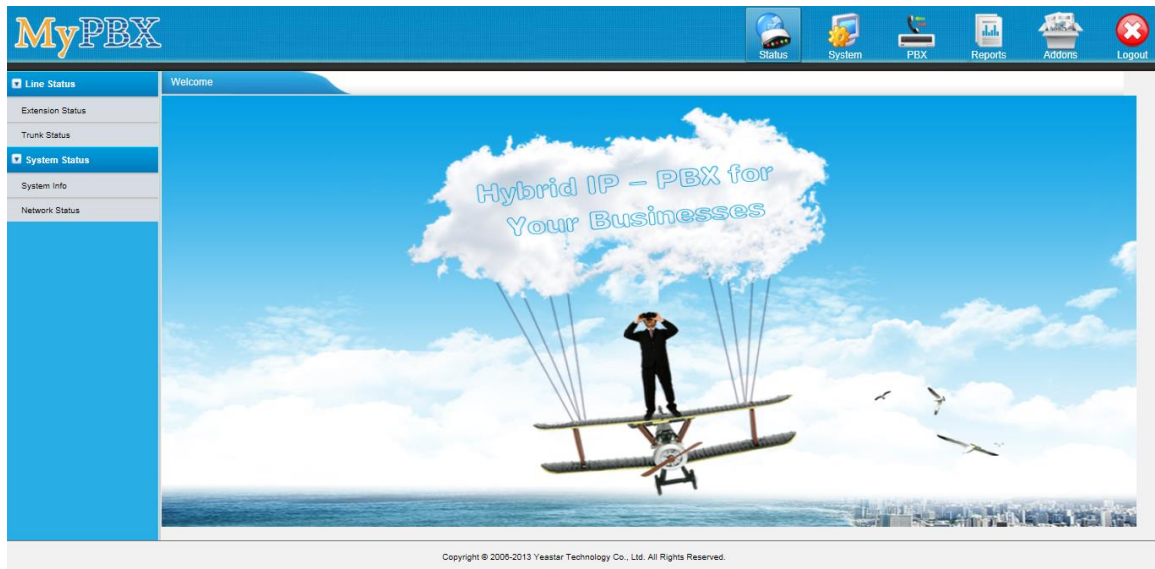 MyPBX
Status
System
PBX
Reports
Addons
Logout
Line Status
Extension Status
Trunk Status
System Status
System Info
Network Status
Welcome
Hybrid IP – PBX for
Your Businesses
Copyright © 2006-2013 Yeastar Technology Co., Ltd. All Rights Reserved.